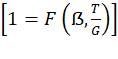 [1 = F (ß, T/G)]